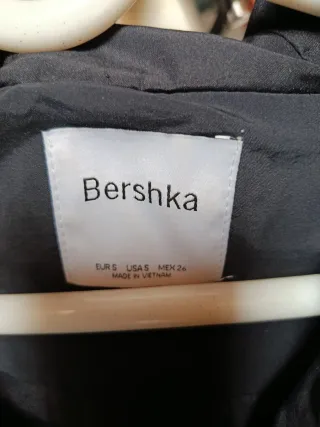 Bershka
EUR S USA S MEX 26
MADE IN VIETNAM